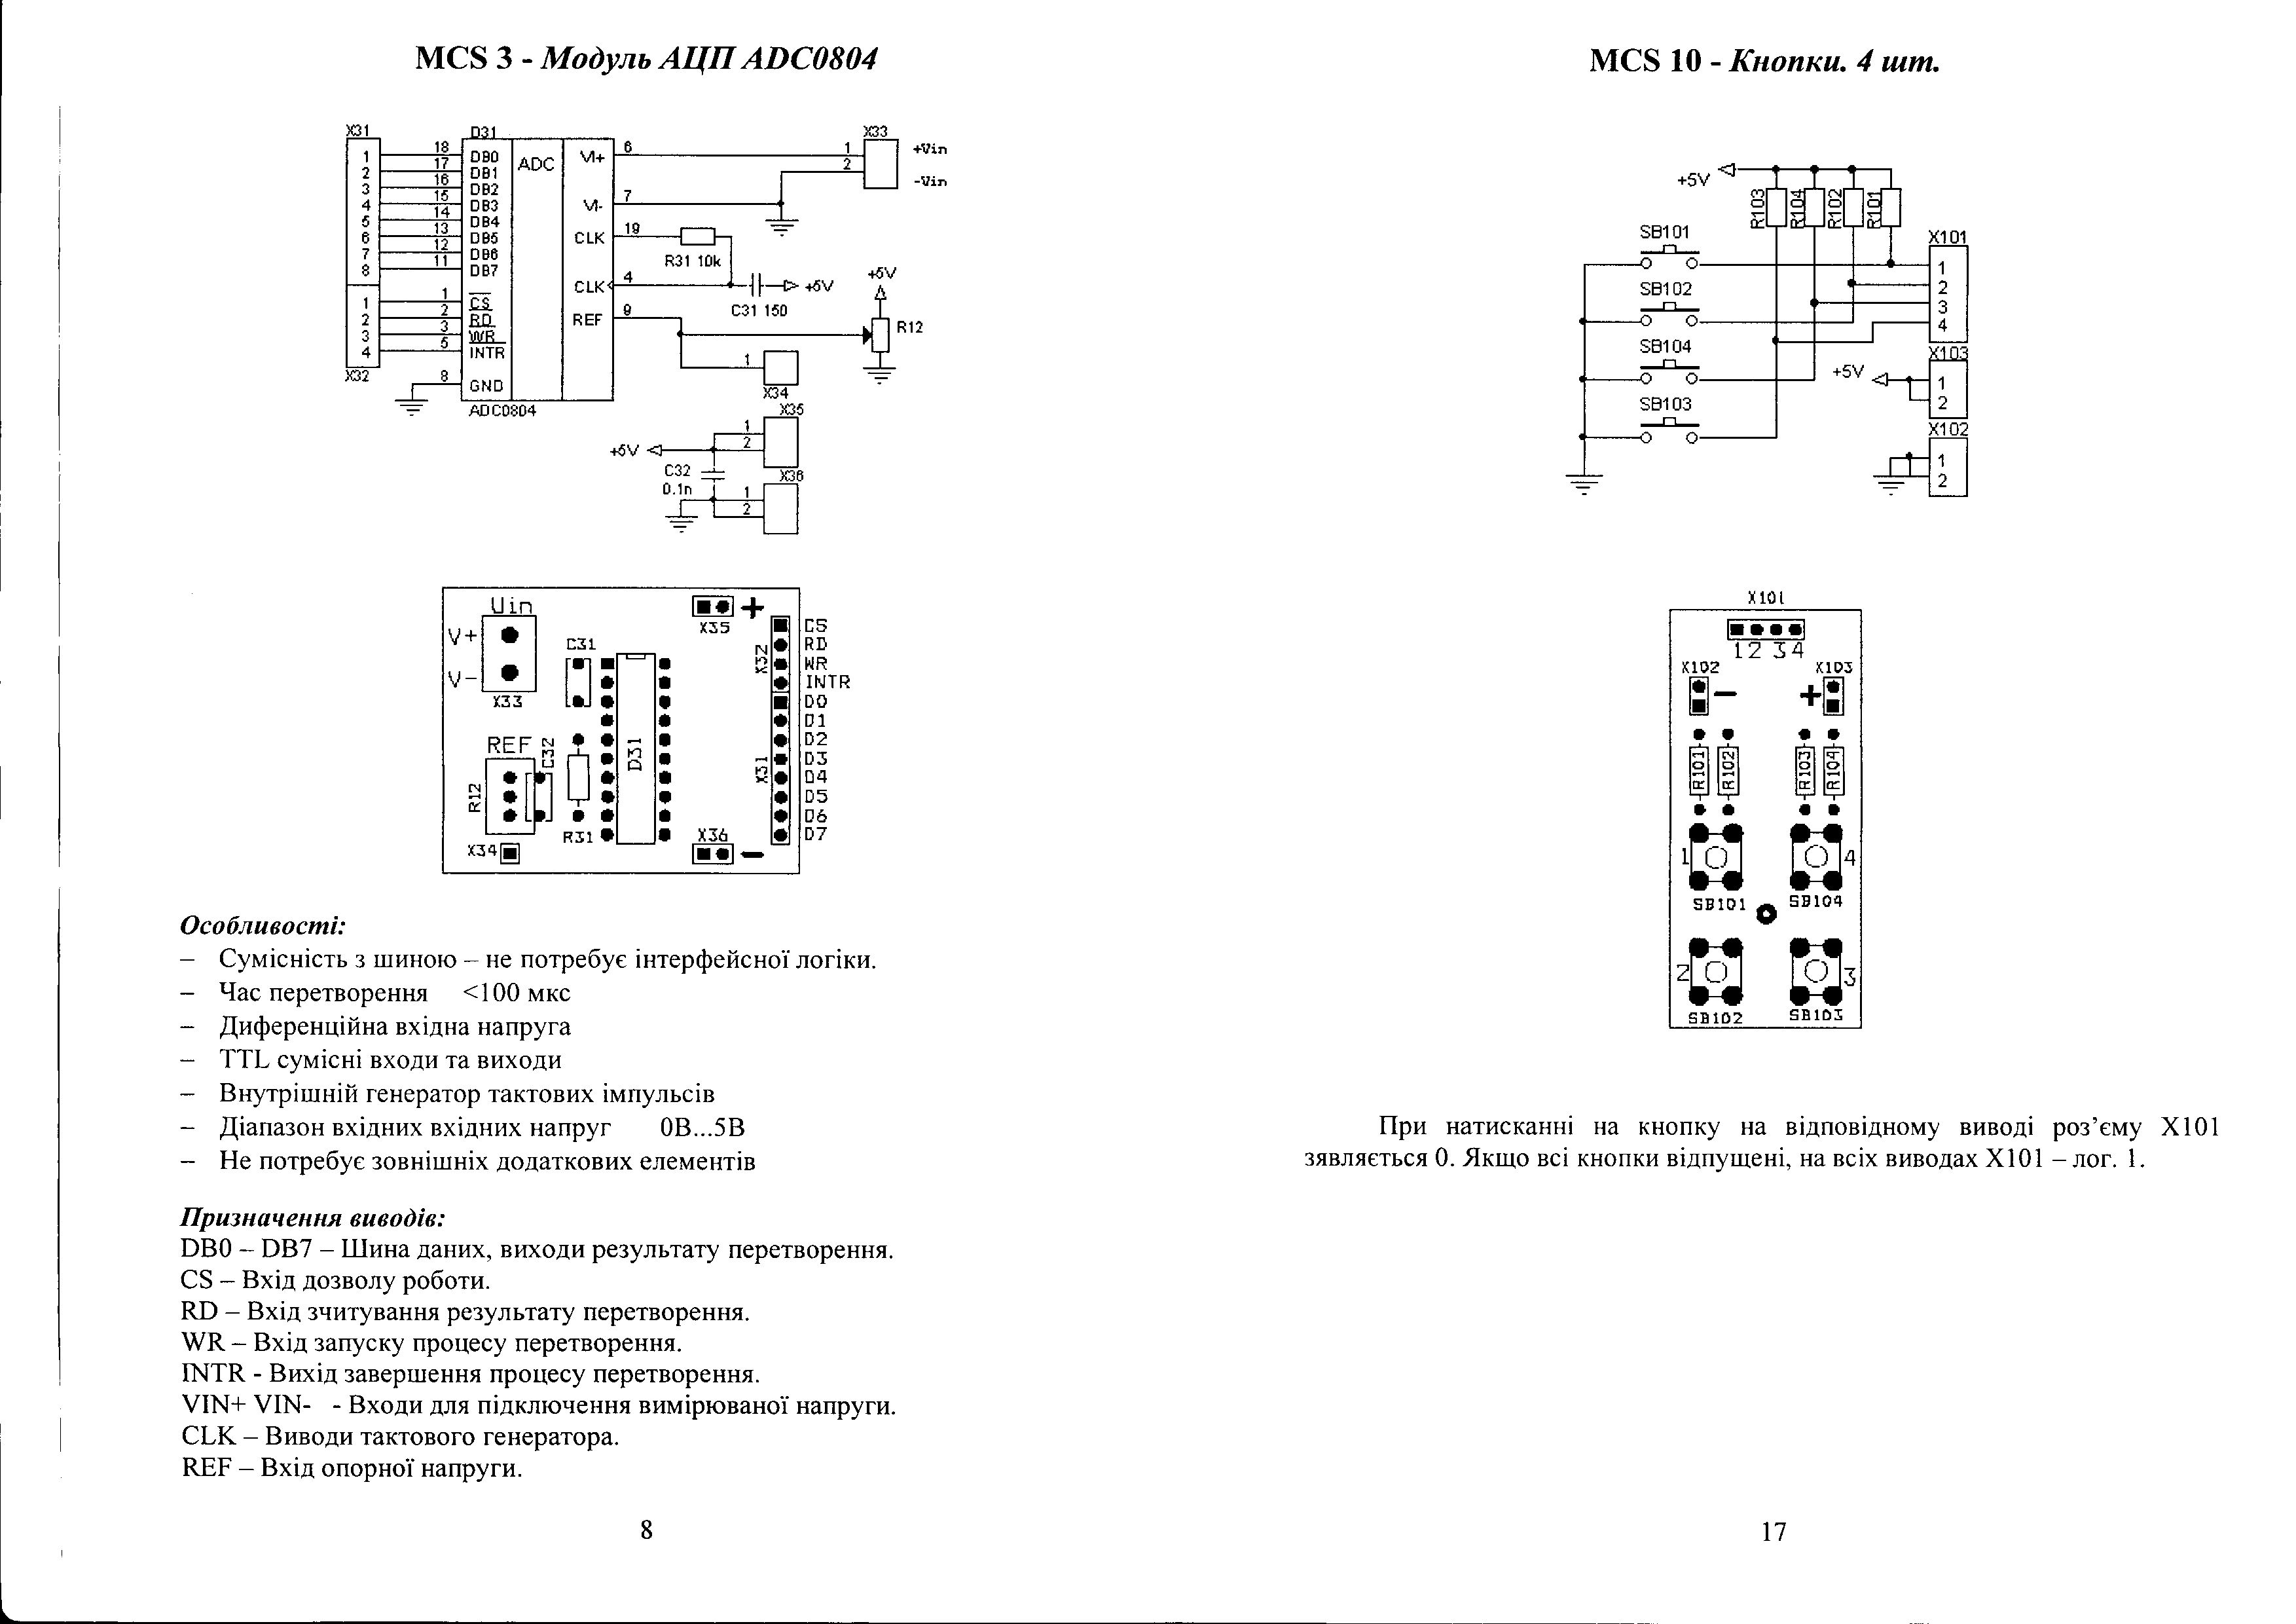 MCS 3 - Модуль АЦП ADC0804
X31
D31
X33
1 18 DB0
2 17 DB1
3 16 DB2
4 15 DB3
5 14 DB4
6 13 DB5
7 12 DB6
8 11 DB7
ADC
VI+ 6
1 +Vin
2 -Vin
VI- 7
CLK 19
R31 10k
CLK 4
+5V
C31 150
+5V
REF 9
R12
1 1 CS
2 2 RD
3 3 WR
4 5 INTR
X32
8 GND
ADC0804
1
X34
X35
1
2
+5V
C32
0.1n
X36
1
2
Uin
V+
V-
X33
C31
X35 +
X32
CS
RD
WR
INTR
D0
D1
D2
D3
D4
D5
D6
D7
X31
REF
C32
R12
D31
R31
X34
X36 -
Особливості:
– Сумісність з шиною – не потребує інтерфейсної логіки.
– Час перетворення <100 мкс
– Диференційна вхідна напруга
– TTL сумісні входи та виходи
– Внутрішній генератор тактових імпульсів
– Діапазон вхідних вхідних напруг 0В...5В
– Не потребує зовнішніх додаткових елементів
Призначення виводів:
DB0 – DB7 – Шина даних, виходи результату перетворення.
CS – Вхід дозволу роботи.
RD – Вхід зчитування результату перетворення.
WR – Вхід запуску процесу перетворення.
INTR - Вихід завершення процесу перетворення.
VIN+ VIN- - Входи для підключення вимірюваної напруги.
CLK – Виводи тактового генератора.
REF – Вхід опорної напруги.
8
MCS 10 - Кнопки. 4 шт.
+5V
R103
R104
R102
R101
SB101
X101
1
2
3
4
SB102
SB104
SB103
X103
+5V
1
2
X102
1
2
X101
1 2 3 4
X102
X103
-
+
R101
R102
R103
R104
1
4
SB101
SB104
2
3
SB102
SB103
При натисканні на кнопку на відповідному виводі роз’єму X101
зявляється 0. Якщо всі кнопки відпущені, на всіх виводах X101 – лог. 1.
17